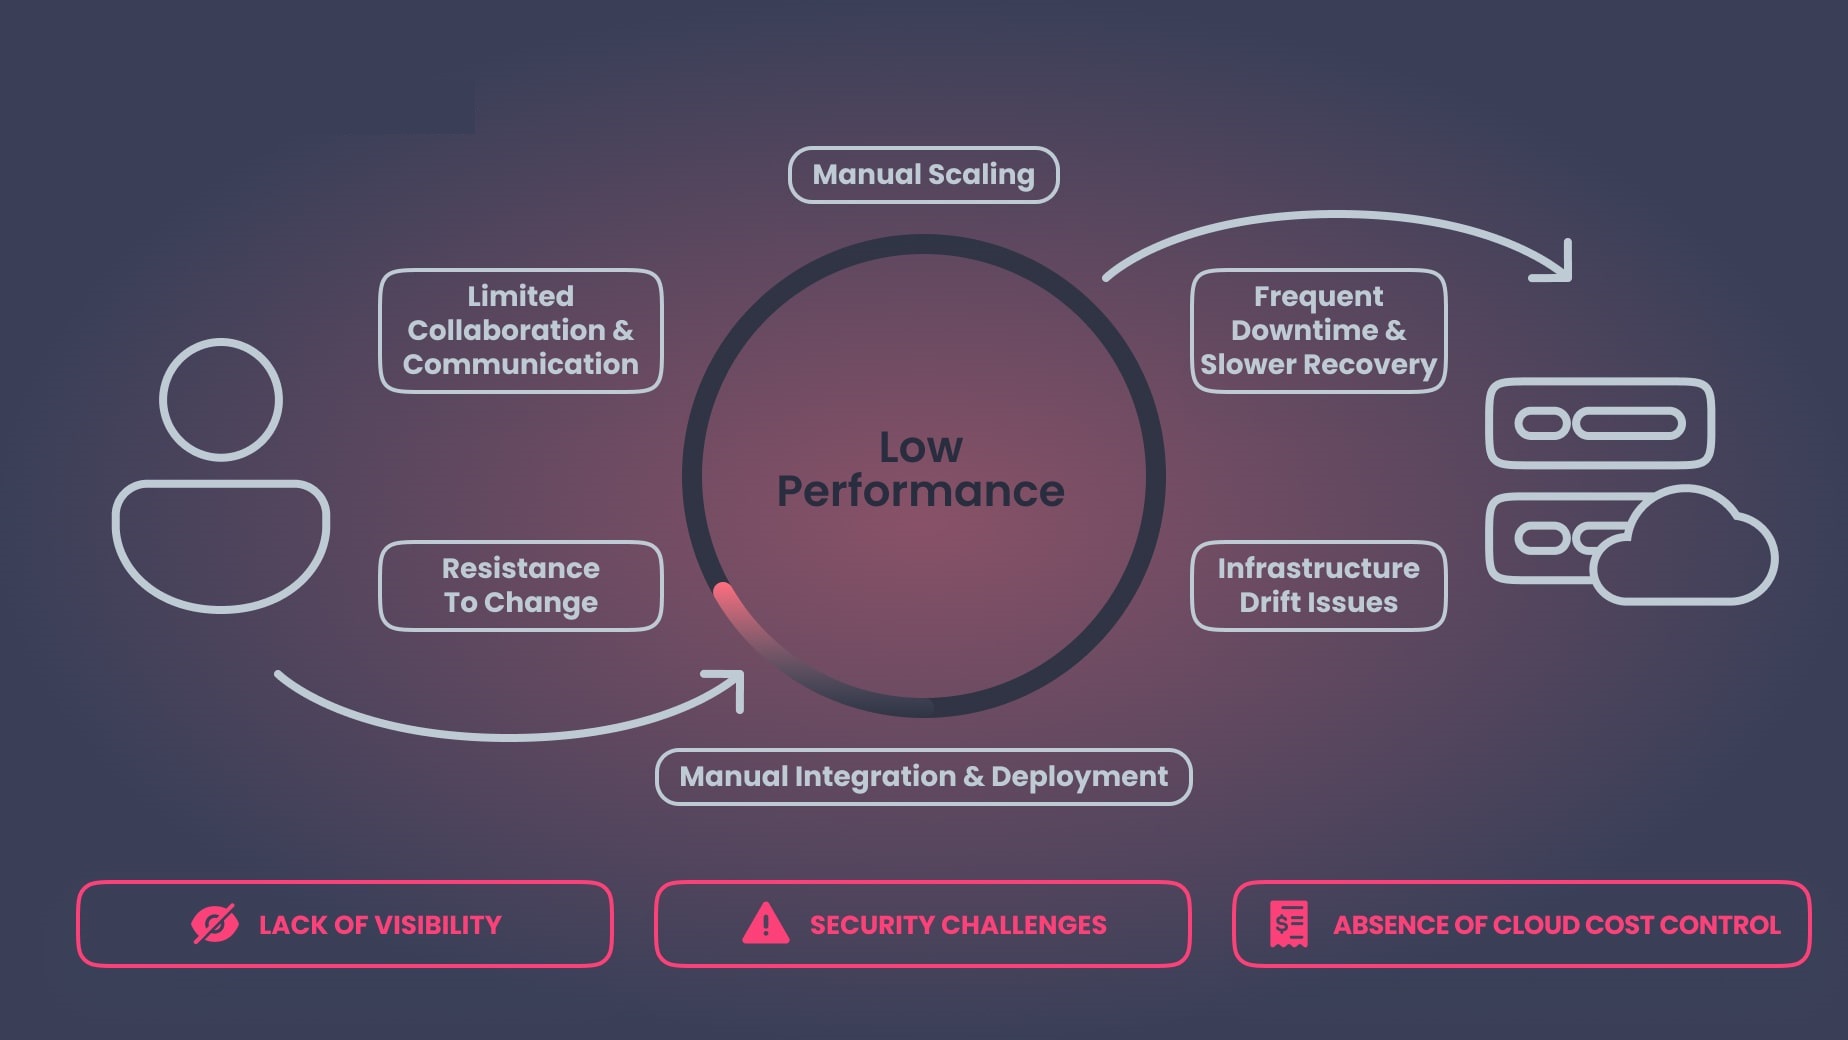 Manual Scaling
Limited
Collaboration &
Communication
Frequent
Downtime &
Slower Recovery
Low
Performance
Resistance
To Change
Infrastructure
Drift Issues
Manual Integration & Deployment
LACK OF VISIBILITY
SECURITY CHALLENGES
$
ABSENCE OF CLOUD COST CONTROL